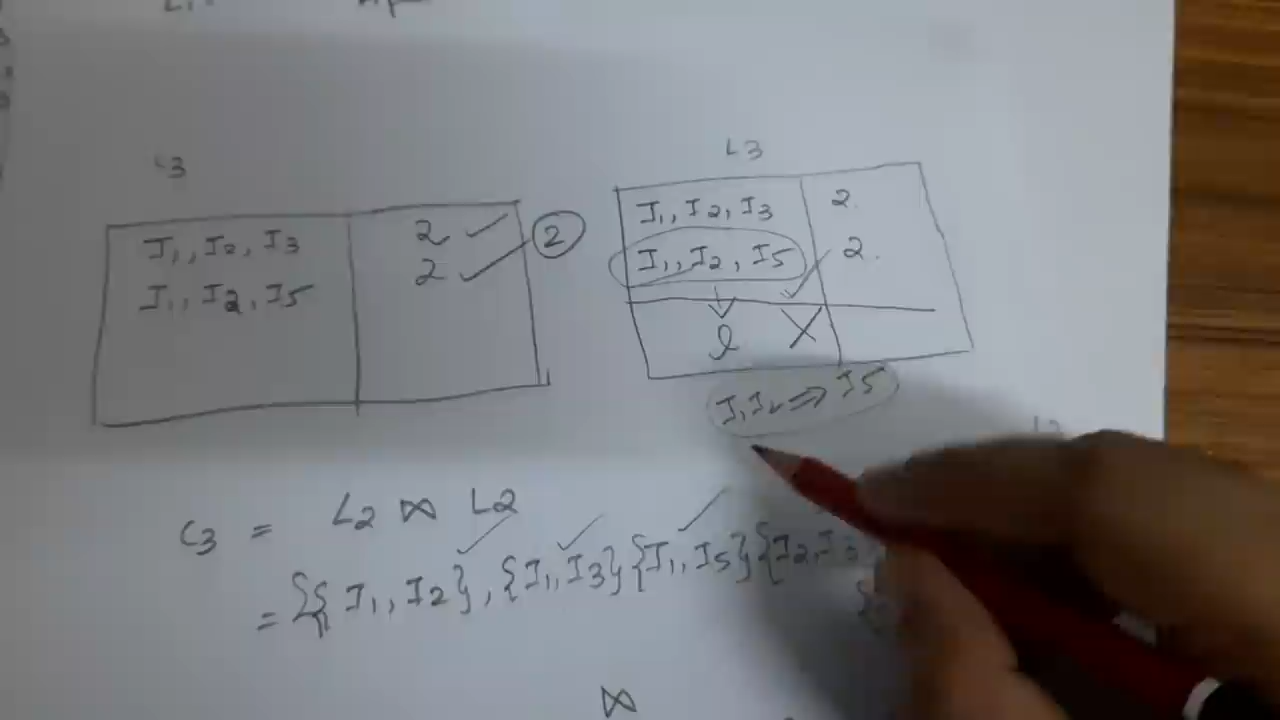 C3
I1, I2, I3 2
I1, I2, I5 2
2
L3
I1, I2, I3 2
I1, I2, I5 2
l X
I1 I2 => I5
C3 = L2 ⋈ L2
= {{I1, I2}, {I1, I3} {I1, I5} {I2, I3
⋈